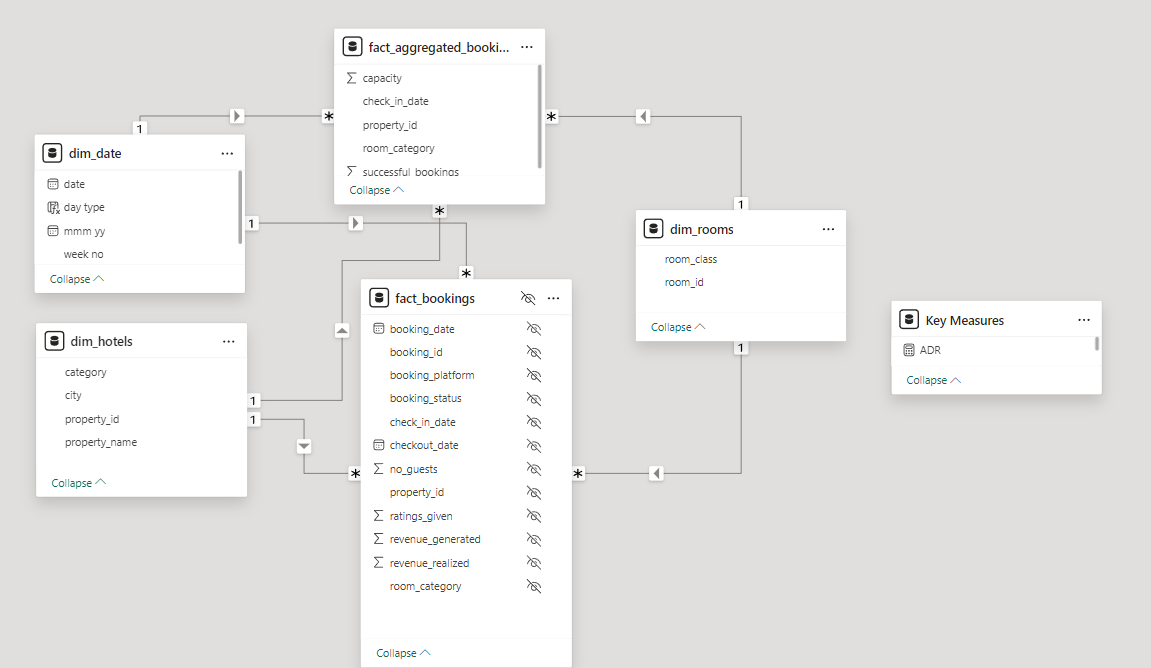 fact_aggregated_booki...
capacity
check_in_date
property_id
room_category
successful_bookings
Collapse
1
*
*
1
dim_date
date
day type
mmm yy
week no
Collapse
1
*
*
dim_rooms
room_class
room_id
Collapse
1
fact_bookings
booking_date
booking_id
booking_platform
booking_status
check_in_date
checkout_date
no_guests
property_id
ratings_given
revenue_generated
revenue_realized
room_category
Collapse
*
*
dim_hotels
category
city
property_id
property_name
Collapse
1
1
Key Measures
ADR
Collapse